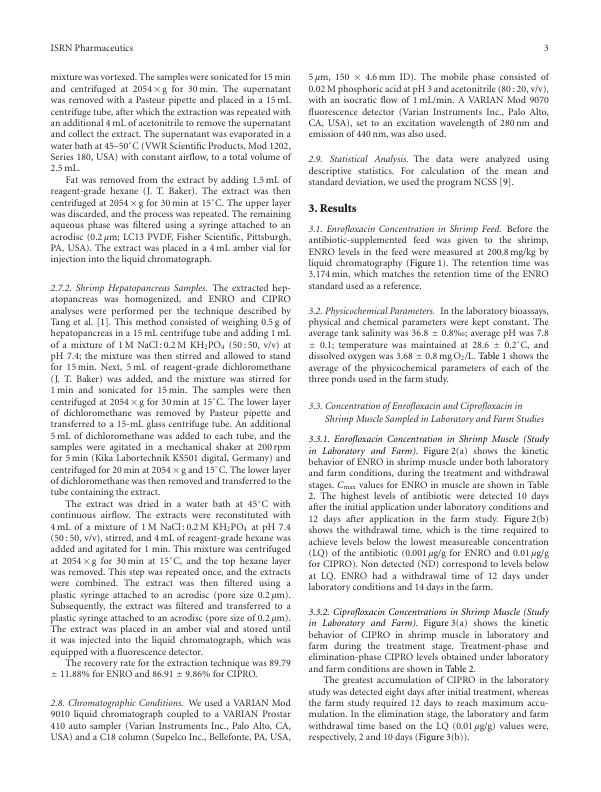 ISRN Pharmaceutics
3
mixture was vortexed. The samples were sonicated for 15 min
and centrifuged at 2054 × g for 30 min. The supernatant
was removed with a Pasteur pipette and placed in a 15 mL
centrifuge tube, after which the extraction was repeated with
an additional 4 mL of acetonitrile to remove the supernatant
and collect the extract. The supernatant was evaporated in a
water bath at 45–50°C (VWR Scientific Products, Mod 1202,
Series 180, USA) with constant airflow, to a total volume of
2.5 mL.
Fat was removed from the extract by adding 1.5 mL of
reagent-grade hexane (J. T. Baker). The extract was then
centrifuged at 2054 × g for 30 min at 15°C. The upper layer
was discarded, and the process was repeated. The remaining
aqueous phase was filtered using a syringe attached to an
acrodisc (0.2 μm; LC13 PVDF, Fisher Scientific, Pittsburgh,
PA, USA). The extract was placed in a 4 mL amber vial for
injection into the liquid chromatograph.
2.7.2. Shrimp Hepatopancreas Samples. The extracted hep-
atopancreas was homogenized, and ENRO and CIPRO
analyses were performed per the technique described by
Tang et al. [1]. This method consisted of weighing 0.5 g of
hepatopancreas in a 15 mL centrifuge tube and adding 1 mL
of a mixture of 1 M NaCl : 0.2 M KH2PO4 (50 : 50, v/v) at
pH 7.4; the mixture was then stirred and allowed to stand
for 15 min. Next, 5 mL of reagent-grade dichloromethane
(J. T. Baker) was added, and the mixture was stirred for
1 min and sonicated for 15 min. The samples were then
centrifuged at 2054 × g for 30 min at 15°C. The lower layer
of dichloromethane was removed by Pasteur pipette and
transferred to a 15-mL glass centrifuge tube. An additional
5 mL of dichloromethane was added to each tube, and the
samples were agitated in a mechanical shaker at 200 rpm
for 5 min (Kika Labortechnik KS501 digital, Germany) and
centrifuged for 20 min at 2054 × g and 15°C. The lower layer
of dichloromethane was then removed and transferred to the
tube containing the extract.
The extract was dried in a water bath at 45°C with
continuous airflow. The extracts were reconstituted with
4 mL of a mixture of 1 M NaCl : 0.2 M KH2PO4 at pH 7.4
(50 : 50, v/v), stirred, and 4 mL of reagent-grade hexane was
added and agitated for 1 min. This mixture was centrifuged
at 2054 × g for 30 min at 15°C, and the top hexane layer
was removed. This step was repeated once, and the extracts
were combined. The extract was then filtered using a
plastic syringe attached to an acrodisc (pore size 0.2 μm).
Subsequently, the extract was filtered and transferred to a
plastic syringe attached to an acrodisc (pore size of 0.2 μm).
The extract was placed in an amber vial and stored until
it was injected into the liquid chromatograph, which was
equipped with a fluorescence detector.
The recovery rate for the extraction technique was 89.79
± 11.88% for ENRO and 86.91 ± 9.86% for CIPRO.
2.8. Chromatographic Conditions. We used a VARIAN Mod
9010 liquid chromatograph coupled to a VARIAN Prostar
410 auto sampler (Varian Instruments Inc., Palo Alto, CA,
USA) and a C18 column (Supelco Inc., Bellefonte, PA, USA,
5 μm, 150 × 4.6 mm ID). The mobile phase consisted of
0.02 M phosphoric acid at pH 3 and acetonitrile (80 : 20, v/v),
with an isocratic flow of 1 mL/min. A VARIAN Mod 9070
fluorescence detector (Varian Instruments Inc., Palo Alto,
CA, USA), set to an excitation wavelength of 280 nm and
emission of 440 nm, was also used.
2.9. Statistical Analysis. The data were analyzed using
descriptive statistics. For calculation of the mean and
standard deviation, we used the program NCSS [9].
3. Results
3.1. Enrofloxacin Concentration in Shrimp Feed. Before the
antibiotic-supplemented feed was given to the shrimp,
ENRO levels in the feed were measured at 200.8 mg/kg by
liquid chromatography (Figure 1). The retention time was
3.174 min, which matches the retention time of the ENRO
standard used as a reference.
3.2. Physicochemical Parameters. In the laboratory bioassays,
physical and chemical parameters were kept constant. The
average tank salinity was 36.8 ± 0.8‰; average pH was 7.8
± 0.1; temperature was maintained at 28.6 ± 0.2°C, and
dissolved oxygen was 3.68 ± 0.8 mg O2/L. Table 1 shows the
average of the physicochemical parameters of each of the
three ponds used in the farm study.
3.3. Concentration of Enrofloxacin and Ciprofloxacin in
Shrimp Muscle Sampled in Laboratory and Farm Studies
3.3.1. Enrofloxacin Concentration in Shrimp Muscle (Study
in Laboratory and Farm). Figure 2(a) shows the kinetic
behavior of ENRO in shrimp muscle under both laboratory
and farm conditions, during the treatment and withdrawal
stages. Cmax values for ENRO in muscle are shown in Table
2. The highest levels of antibiotic were detected 10 days
after the initial application under laboratory conditions and
12 days after application in the farm study. Figure 2(b)
shows the withdrawal time, which is the time required to
achieve levels below the lowest measureable concentration
(LQ) of the antibiotic (0.001 μg/g for ENRO and 0.01 μg/g
for CIPRO). Non detected (ND) correspond to levels below
at LQ. ENRO had a withdrawal time of 12 days under
laboratory conditions and 14 days in the farm.
3.3.2. Ciprofloxacin Concentrations in Shrimp Muscle (Study
in Laboratory and Farm). Figure 3(a) shows the kinetic
behavior of CIPRO in shrimp muscle in laboratory and
farm during the treatment stage. Treatment-phase and
elimination-phase CIPRO levels obtained under laboratory
and farm conditions are shown in Table 2.
The greatest accumulation of CIPRO in the laboratory
study was detected eight days after initial treatment, whereas
the farm study required 12 days to reach maximum accu-
mulation. In the elimination stage, the laboratory and farm
withdrawal time based on the LQ (0.01 μg/g) values were,
respectively, 2 and 10 days (Figure 3(b)).